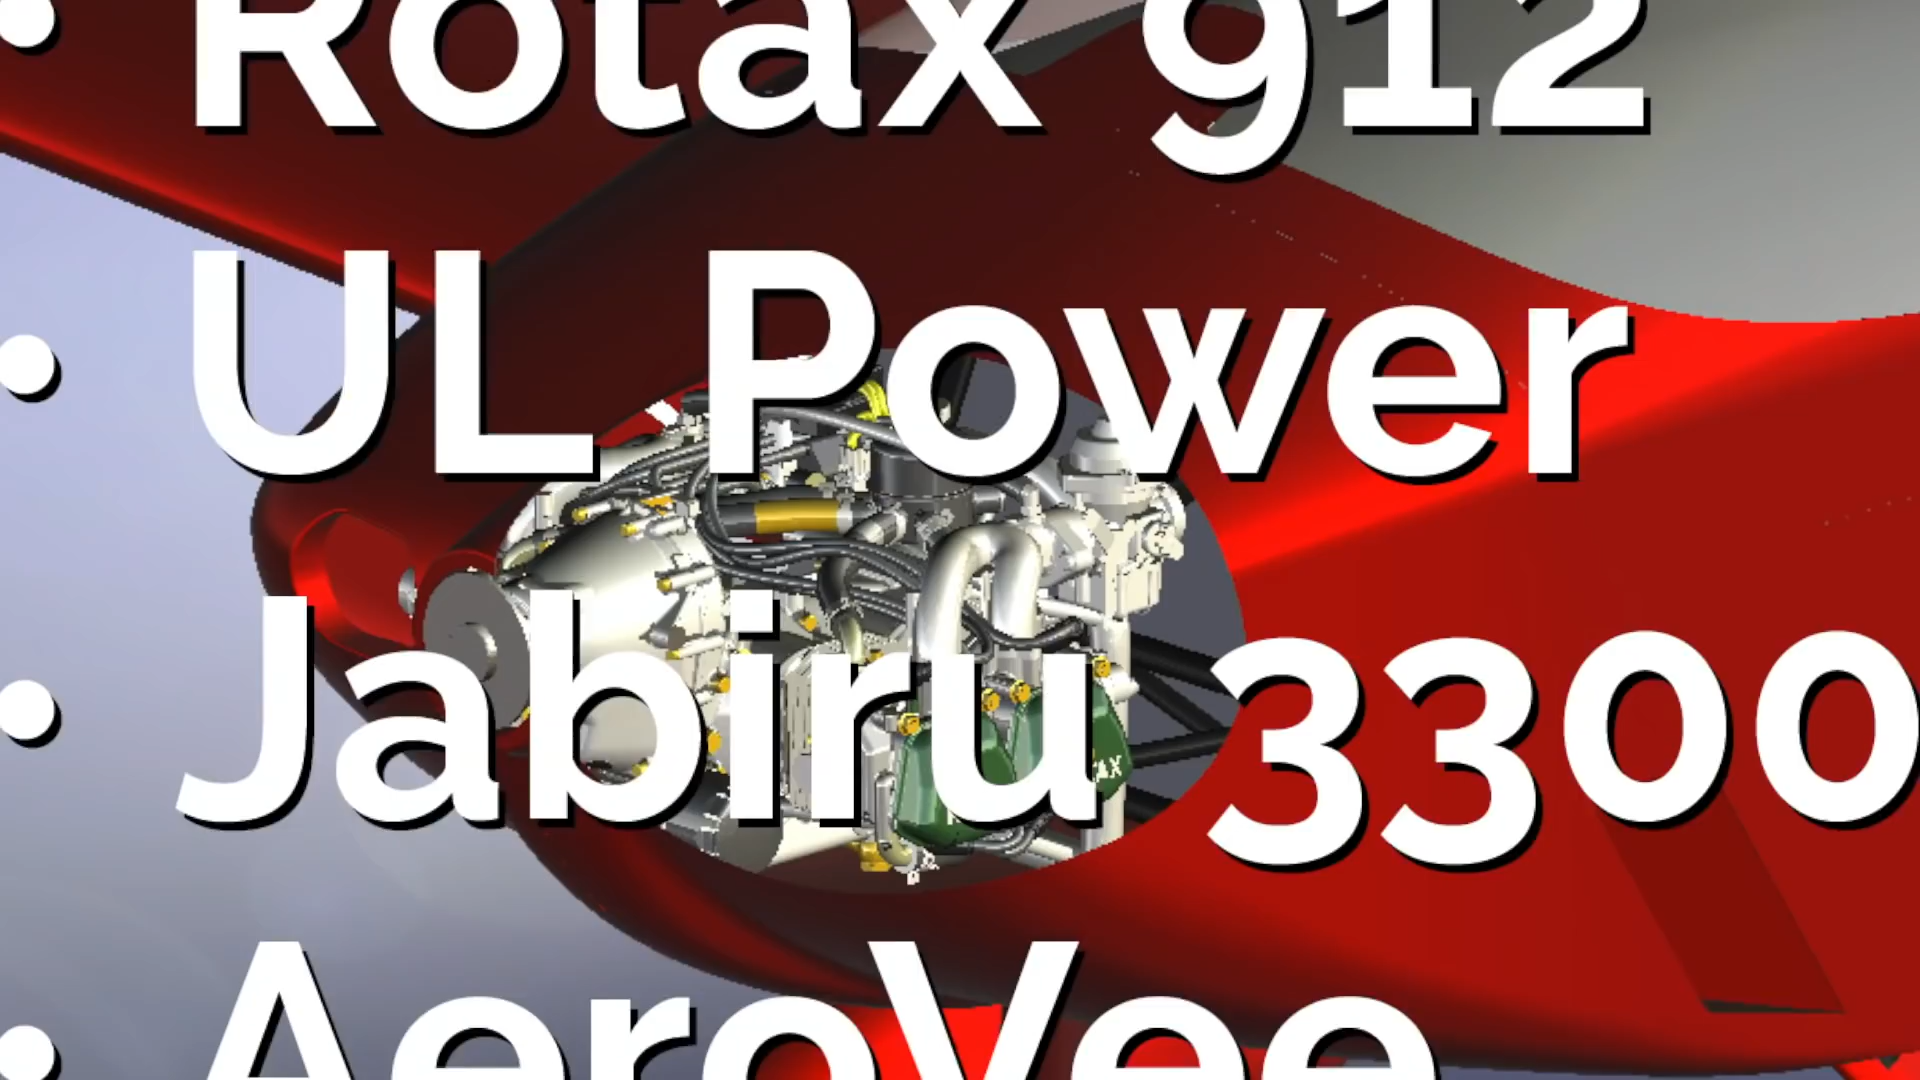 • Rotax 912
• UL Power
• Jabiru 3300
• AeroVee